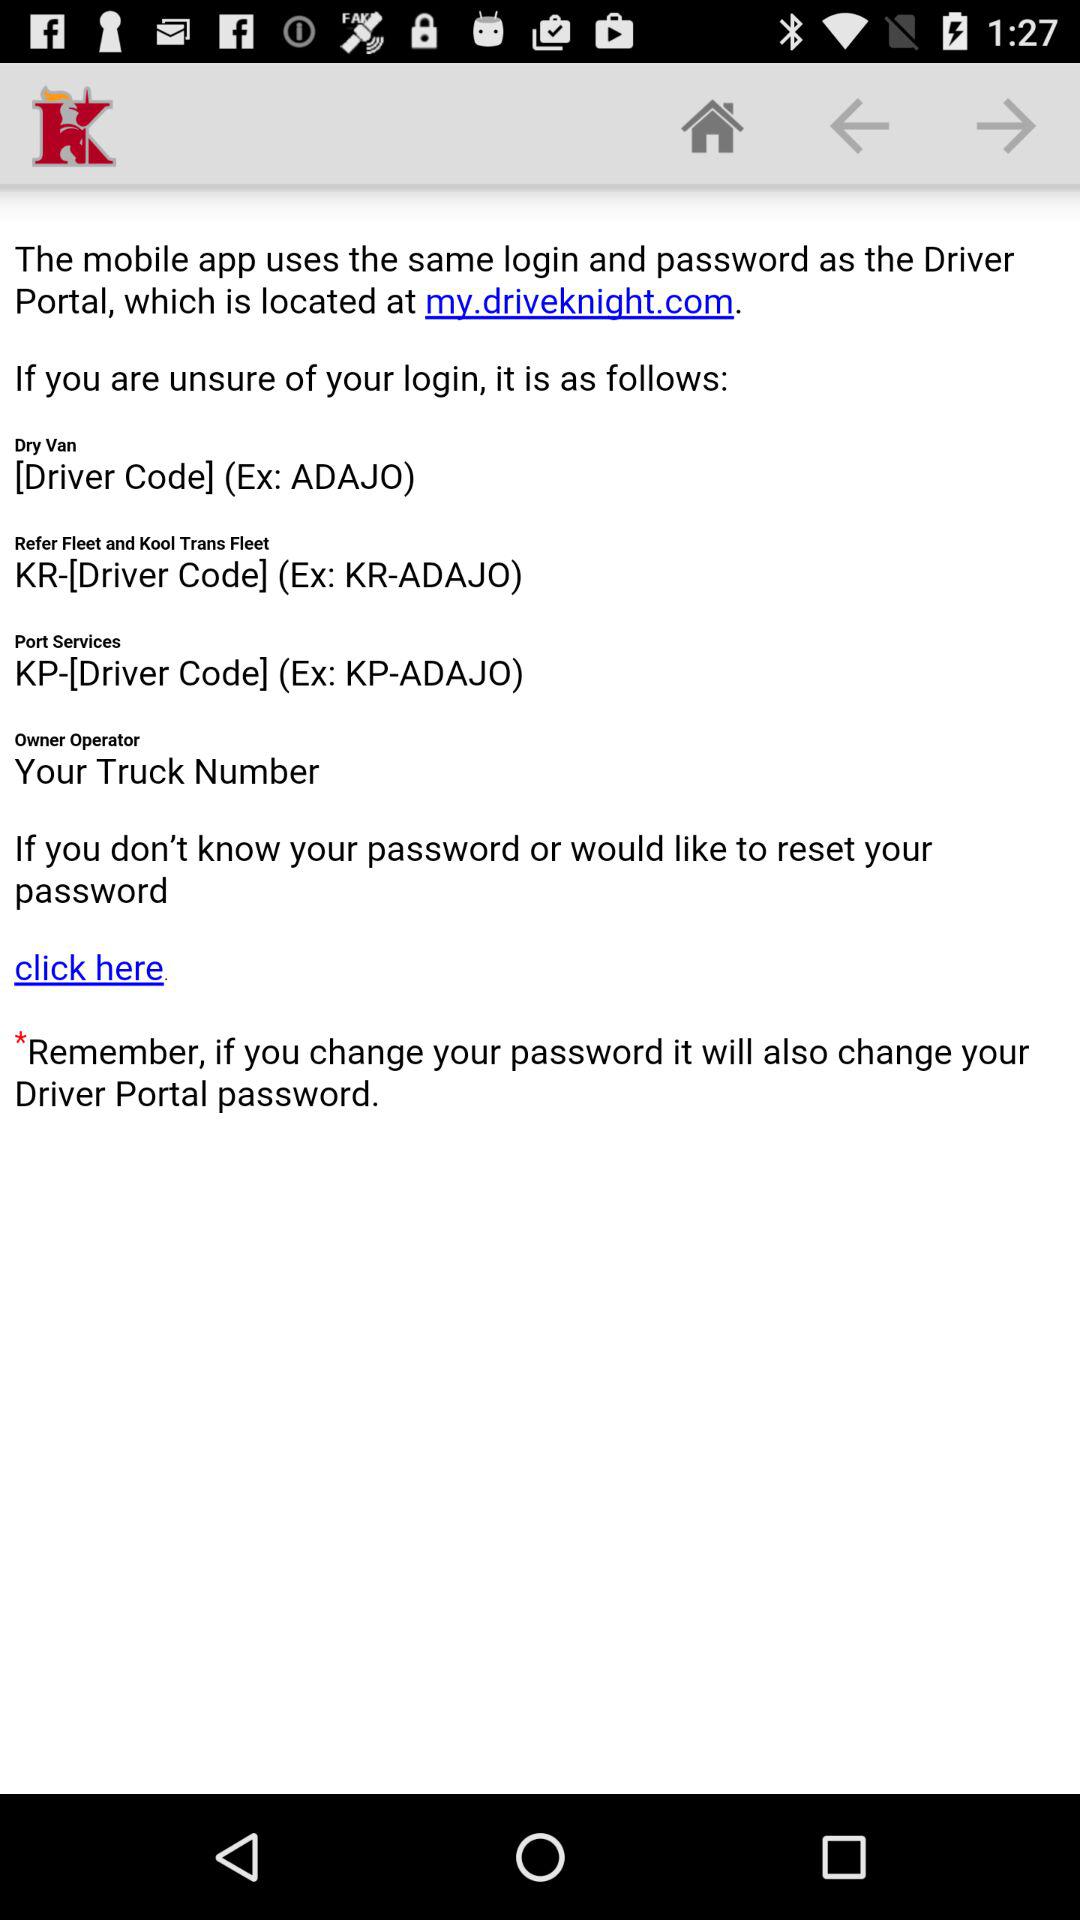 FAKE
1:27
K
The mobile app uses the same login and password as the Driver
Portal, which is located at my.driveknight.com.
If you are unsure of your login, it is as follows:
Dry Van
[Driver Code] (Ex: ADAJO)
Refer Fleet and Kool Trans Fleet
KR-[Driver Code] (Ex: KR-ADAJO)
Port Services
KP-[Driver Code] (Ex: KP-ADAJO)
Owner Operator
Your Truck Number
If you don’t know your password or would like to reset your
password
click here.
*Remember, if you change your password it will also change your
Driver Portal password.